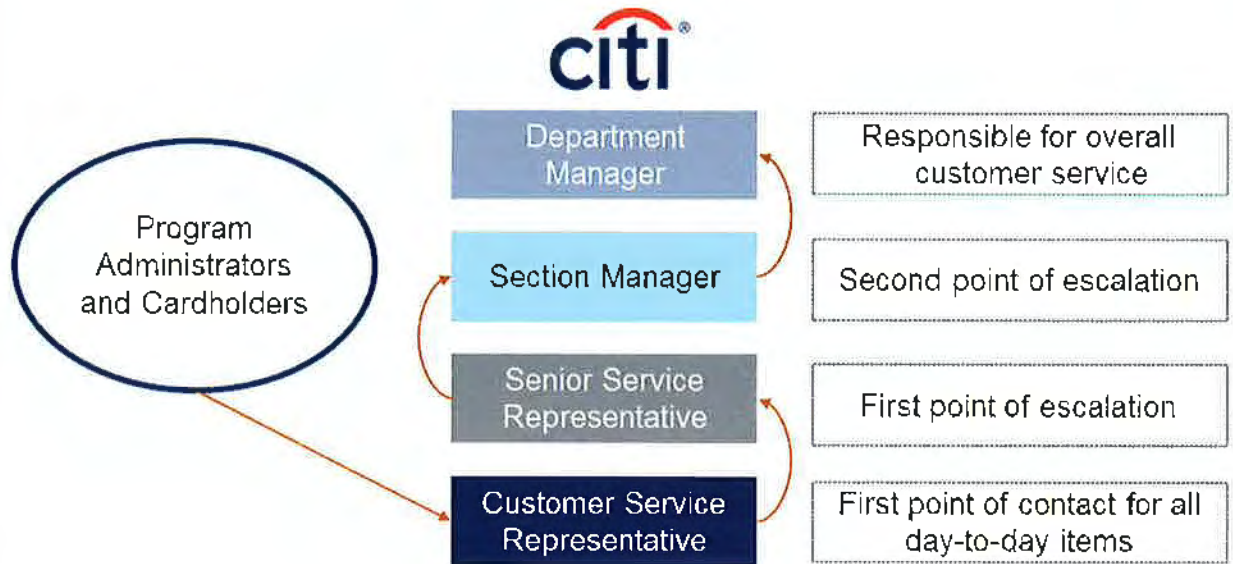 citi®
Department
Manager
Responsible for overall
customer service
Program
Administrators
and Cardholders
Section Manager
Second point of escalation
Senior Service
Representative
First point of escalation
Customer Service
Representative
First point of contact for all
day-to-day items